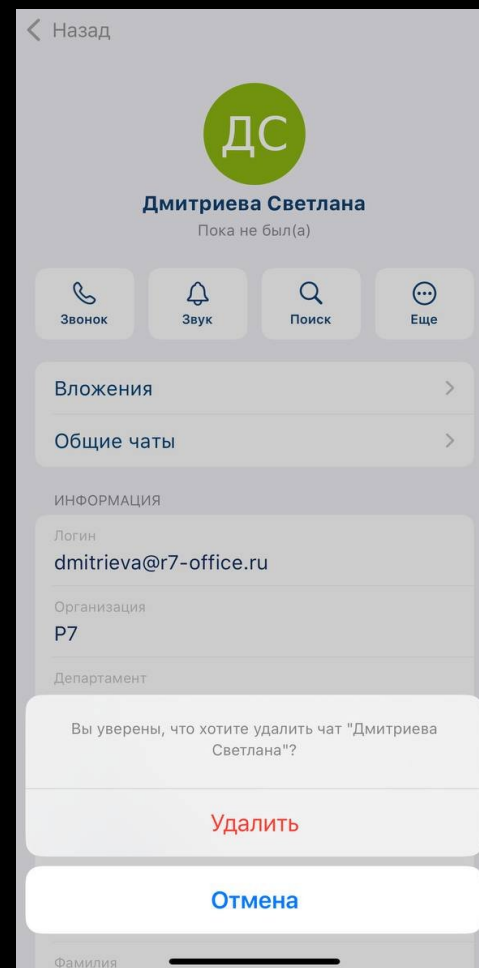 Назад
ДС
Дмитриева Светлана
Пока не был(а)
Звонок
Звук
Поиск
Еще
Вложения
Общие чаты
ИНФОРМАЦИЯ
Логин
dmitrieva@r7-office.ru
Организация
Р7
Департамент
Вы уверены, что хотите удалить чат "Дмитриева
Светлана"?
Удалить
Отмена
Фамилия